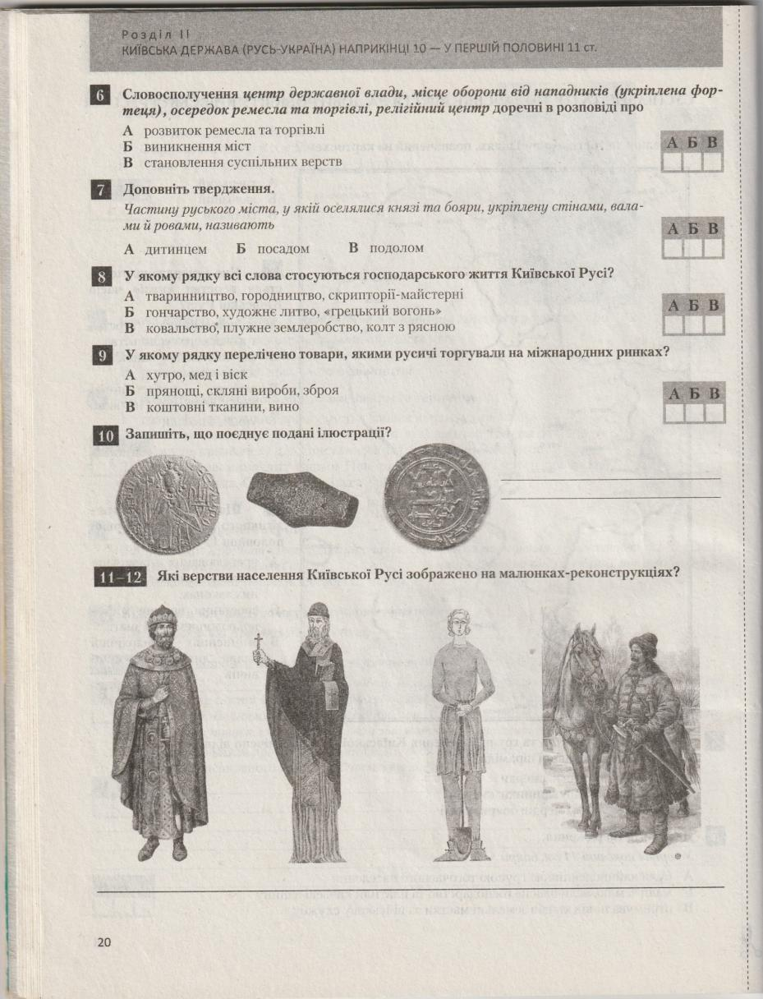 Розділ II
КИЇВСЬКА ДЕРЖАВА (РУСЬ-УКРАЇНА) НАПРИКІНЦІ 10 — У ПЕРШІЙ ПОЛОВИНІ 11 ст.
6 Словосполучення центр державної влади, місце оборони від нападників (укріплена фор-
теця), осередок ремесла та торгівлі, релігійний центр доречні в розповіді про
А розвиток ремесла та торгівлі
Б виникнення міст
В становлення суспільних верств
А Б В
7 Доповніть твердження.
Частину руського міста, у якій оселялися князі та бояри, укріплену стінами, вала-
ми й ровами, називають
А дитинцем Б посадом В подолом
А Б В
8 У якому рядку всі слова стосуються господарського життя Київської Русі?
А тваринництво, городництво, скрипторії-майстерні
Б гончарство, художнє литво, «грецький вогонь»
В ковальство, плужне землеробство, колт з рясною
А Б В
9 У якому рядку перелічено товари, якими русичі торгували на міжнародних ринках?
А хутро, мед і віск
Б прянощі, скляні вироби, зброя
В коштовні тканини, вино
А Б В
10 Запишіть, що поєднує подані ілюстрації?
11–12 Які верстви населення Київської Русі зображено на малюнках-реконструкціях?
20